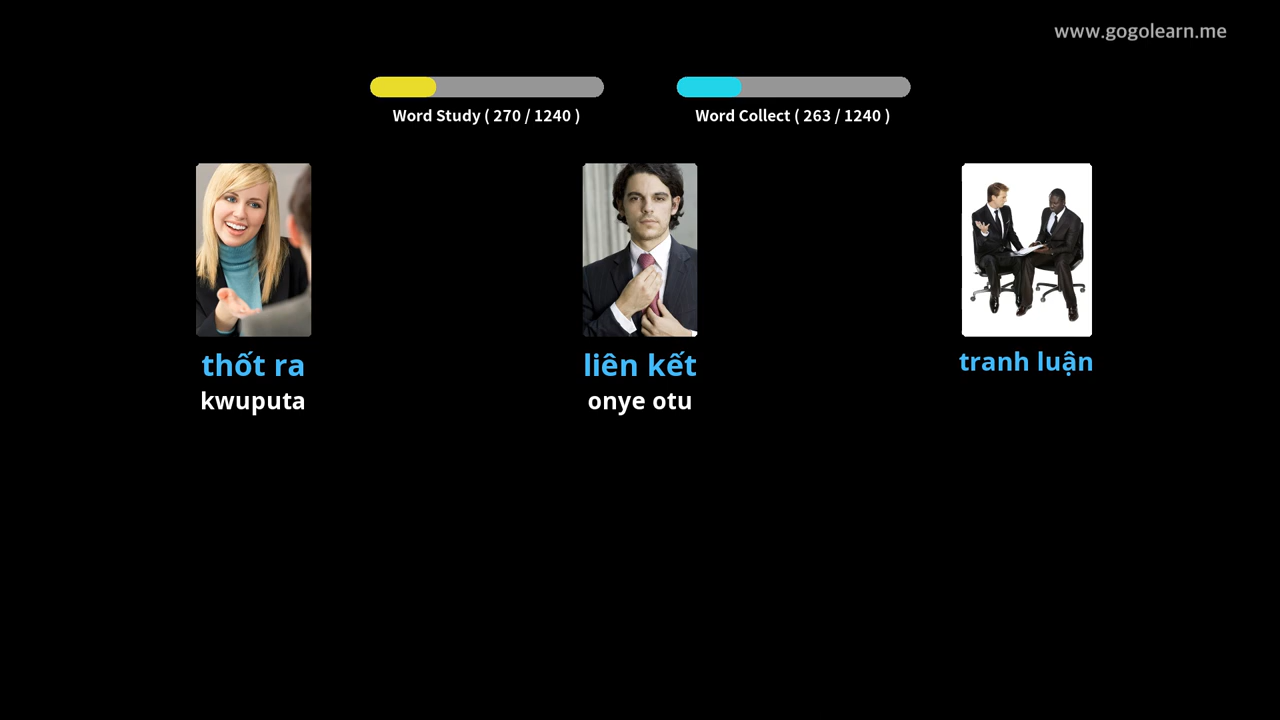 www.gogolearn.me
Word Study ( 270 / 1240 )
Word Collect ( 263 / 1240 )
thốt ra
kwuputa
liên kết
onye otu
tranh luận